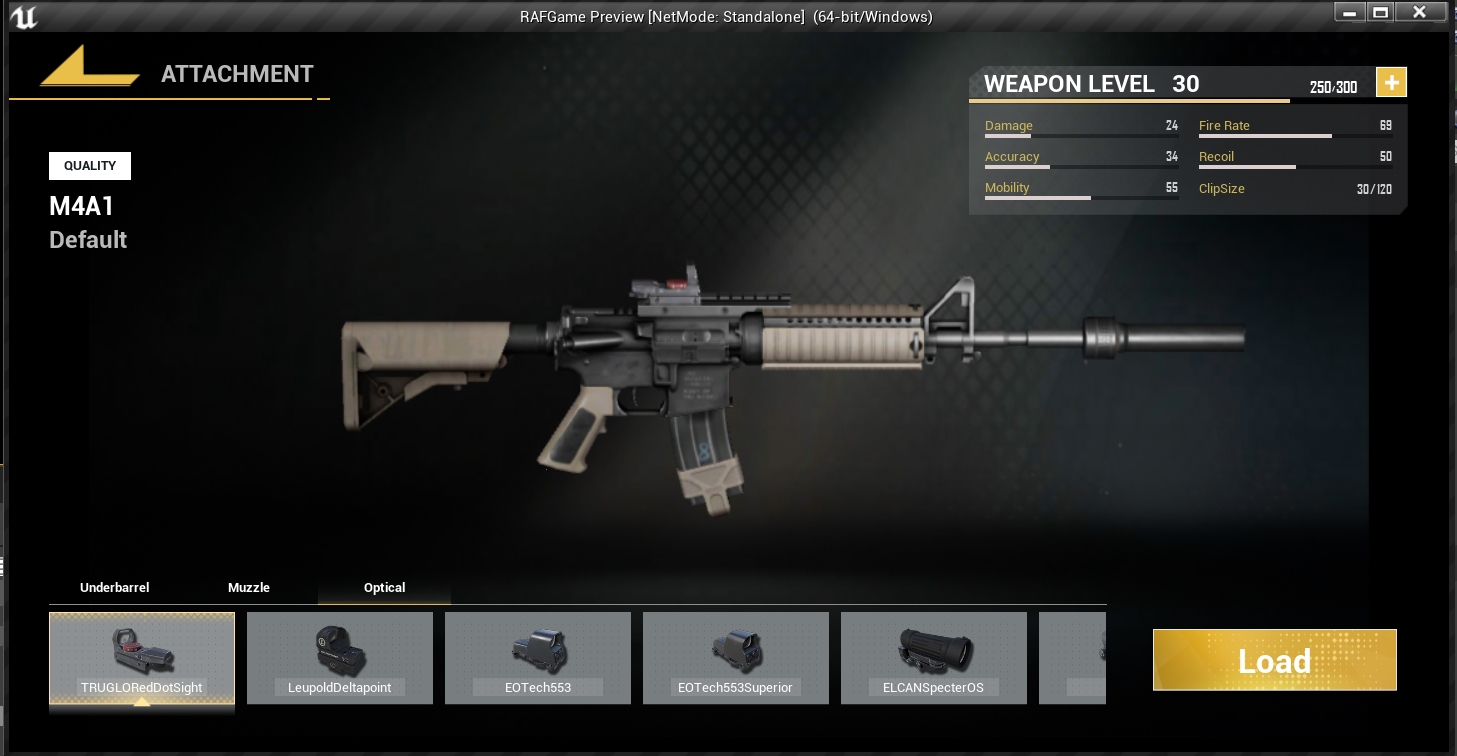 RAFGame Preview [NetMode: Standalone]  (64-bit/Windows)
ATTACHMENT
WEAPON LEVEL 30 250/300 +
Damage 24 Fire Rate 69
Accuracy 34 Recoil 50
Mobility 55 ClipSize 30/120
QUALITY
M4A1
Default
Underbarrel Muzzle Optical
TRUGLORedDotSight LeupoldDeltapoint EOTech553 EOTech553Superior ELCANSpecterOS
Load